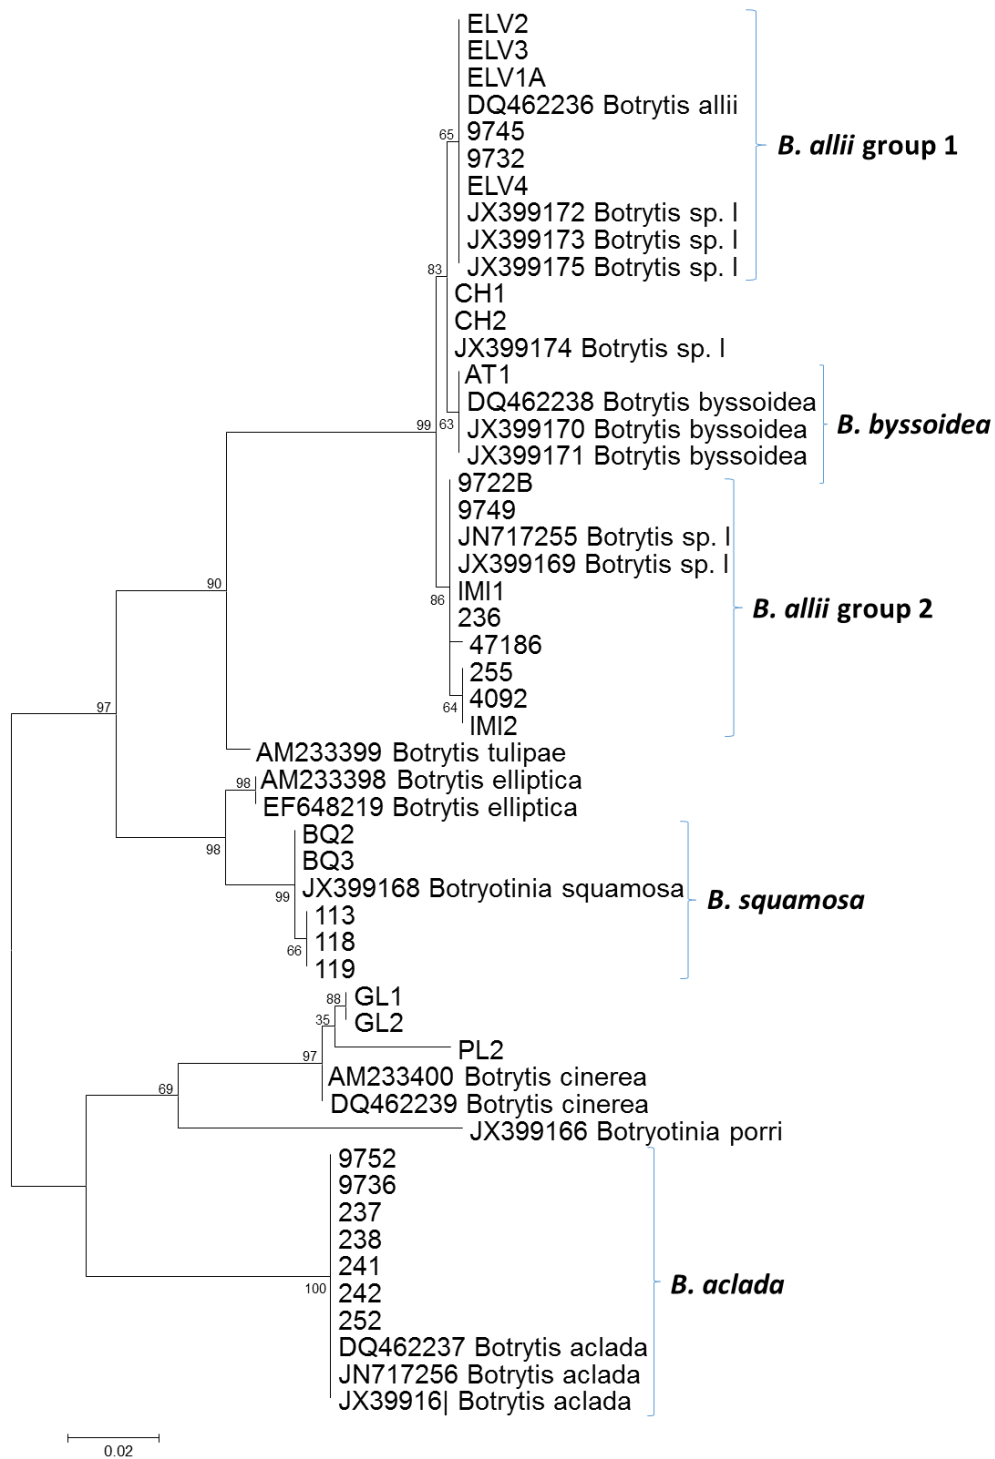 ELV2
ELV3
ELV1A
DQ462236 Botrytis allii
65
9745
9732
B. allii group 1
ELV4
JX399172 Botrytis sp. I
JX399173 Botrytis sp. I
JX399175 Botrytis sp. I
83
CH1
CH2
JX399174 Botrytis sp. I
AT1
DQ462238 Botrytis byssoidea
99
63
JX399170 Botrytis byssoidea
B. byssoidea
JX399171 Botrytis byssoidea
9722B
9749
JN717255 Botrytis sp. I
JX399169 Botrytis sp. I
90
IMI1
86
B. allii group 2
236
47186
255
4092
64
97
IMI2
AM233399 Botrytis tulipae
98
AM233398 Botrytis elliptica
EF648219 Botrytis elliptica
BQ2
98
BQ3
JX399168 Botryotinia squamosa
99
B. squamosa
113
118
66
119
88
GL1
35
GL2
97
PL2
AM233400 Botrytis cinerea
69
DQ462239 Botrytis cinerea
JX399166 Botryotinia porri
9752
9736
237
238
241
100
242
B. aclada
252
DQ462237 Botrytis aclada
JN717256 Botrytis aclada
JX39916| Botrytis aclada
0.02